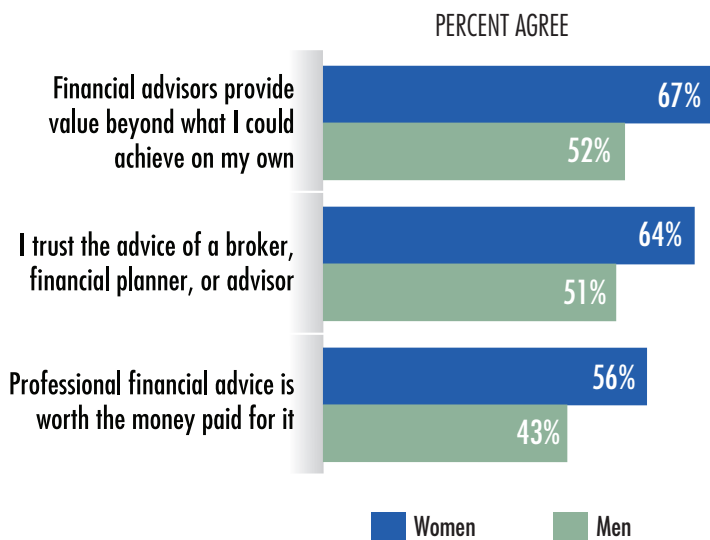 PERCENT AGREE
Financial advisors provide
value beyond what I could
achieve on my own
67%
52%
I trust the advice of a broker,
financial planner, or advisor
64%
51%
Professional financial advice is
worth the money paid for it
56%
43%
Women
Men